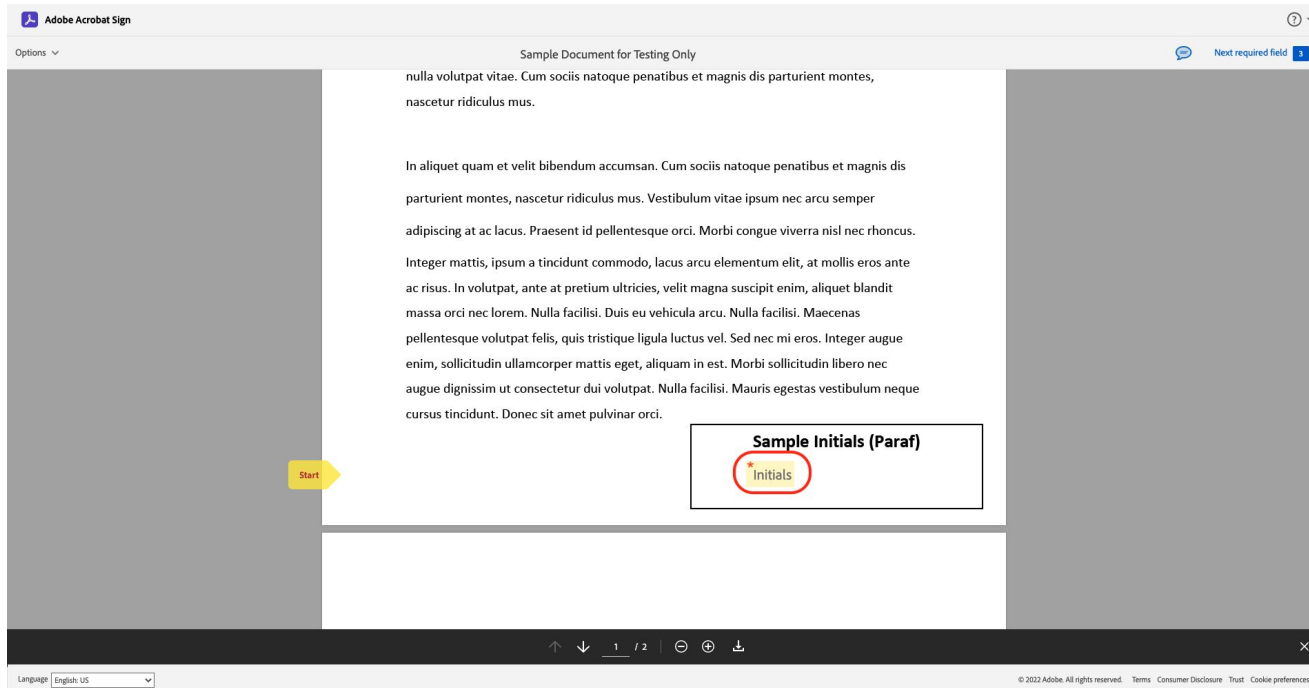 Adobe Acrobat Sign
Options
Sample Document for Testing Only
Next required field 3
nulla volutpat vitae. Cum sociis natoque penatibus et magnis dis parturient montes,
nascetur ridiculus mus.
In aliquet quam et velit bibendum accumsan. Cum sociis natoque penatibus et magnis dis
parturient montes, nascetur ridiculus mus. Vestibulum vitae ipsum nec arcu semper
adipiscing at ac lacus. Praesent id pellentesque orci. Morbi congue viverra nisl nec rhoncus.
Integer mattis, ipsum a tincidunt commodo, lacus arcu elementum elit, at mollis eros ante
ac risus. In volutpat, ante at pretium ultricies, velit magna suscipit enim, aliquet blandit
massa orci nec lorem. Nulla facilisi. Duis eu vehicula arcu. Nulla facilisi. Maecenas
pellentesque volutpat felis, quis tristique ligula luctus vel. Sed nec mi eros. Integer augue
enim, sollicitudin ullamcorper mattis eget, aliquam in est. Morbi sollicitudin libero nec
augue dignissim ut consectetur dui volutpat. Nulla facilisi. Mauris egestas vestibulum neque
cursus tincidunt. Donec sit amet pulvinar orci.
Sample Initials (Paraf)
Start
* Initials
1 / 2
Language English: US
© 2022 Adobe. All rights reserved. Terms Consumer Disclosure Trust Cookie preferences